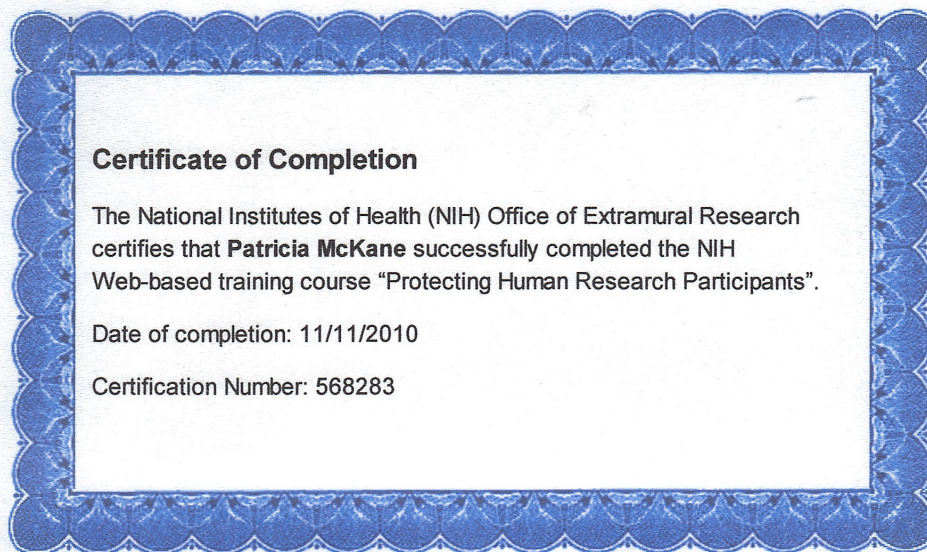 Certificate of Completion
The National Institutes of Health (NIH) Office of Extramural Research
certifies that Patricia McKane successfully completed the NIH
Web-based training course “Protecting Human Research Participants”.
Date of completion: 11/11/2010
Certification Number: 568283